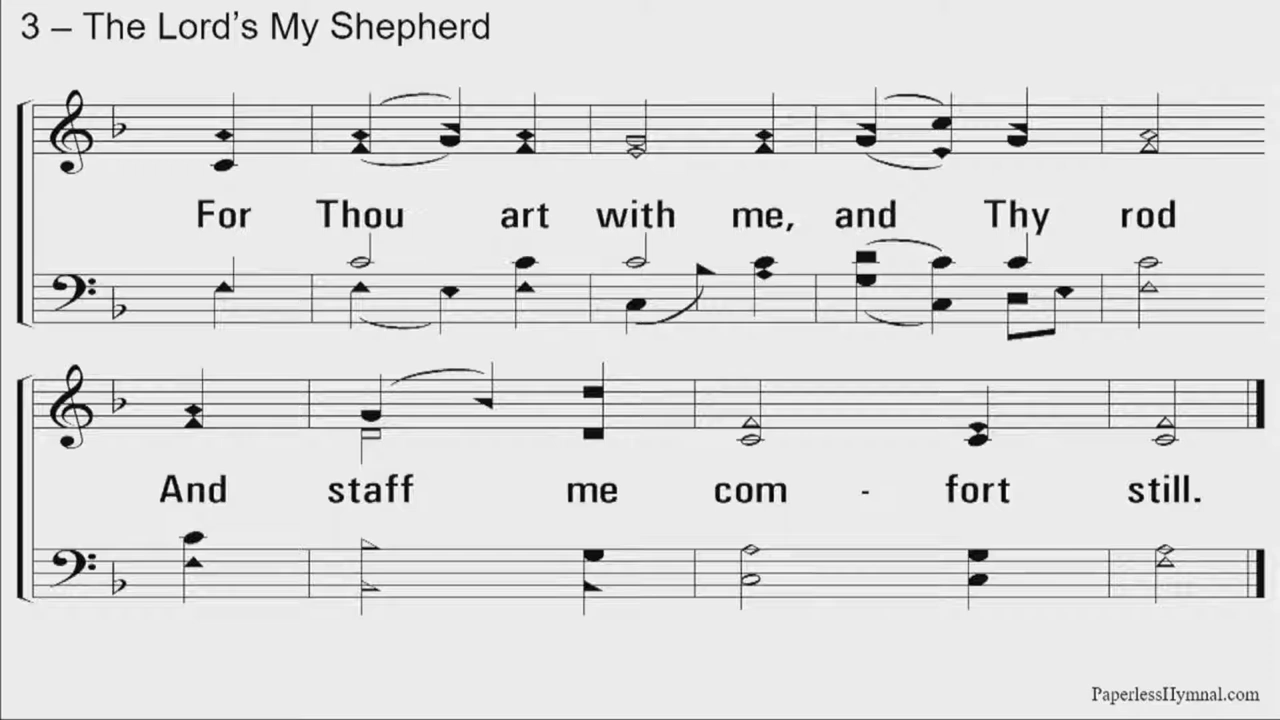 3 – The Lord’s My Shepherd
For Thou art with me, and Thy rod
And staff me com - fort still.
PaperlessHymnal.com